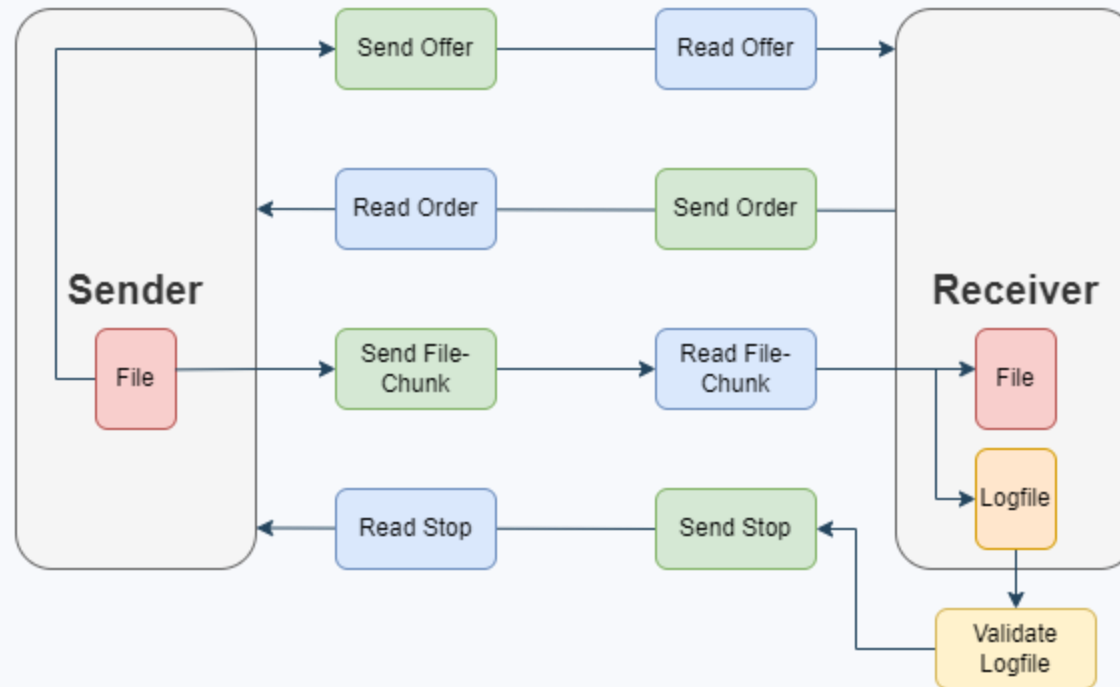 Send Offer
Read Offer
Read Order
Send Order
Sender
Receiver
File
Send File-
Chunk
Read File-
Chunk
File
Logfile
Read Stop
Send Stop
Validate
Logfile